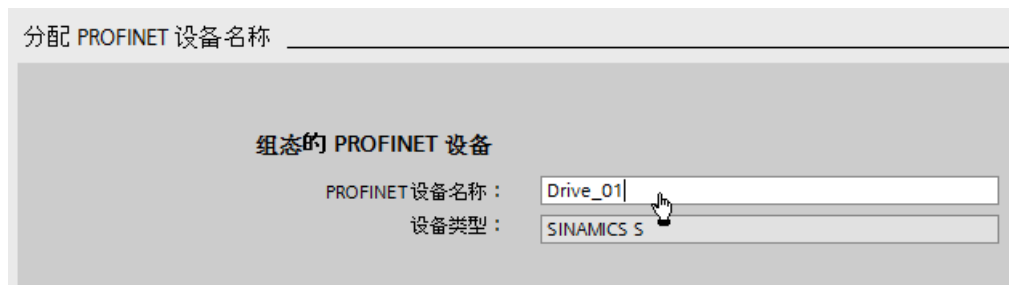 分配 PROFINET 设备名称
组态的 PROFINET 设备
PROFINET设备名称： Drive_01
设备类型： SINAMICS S